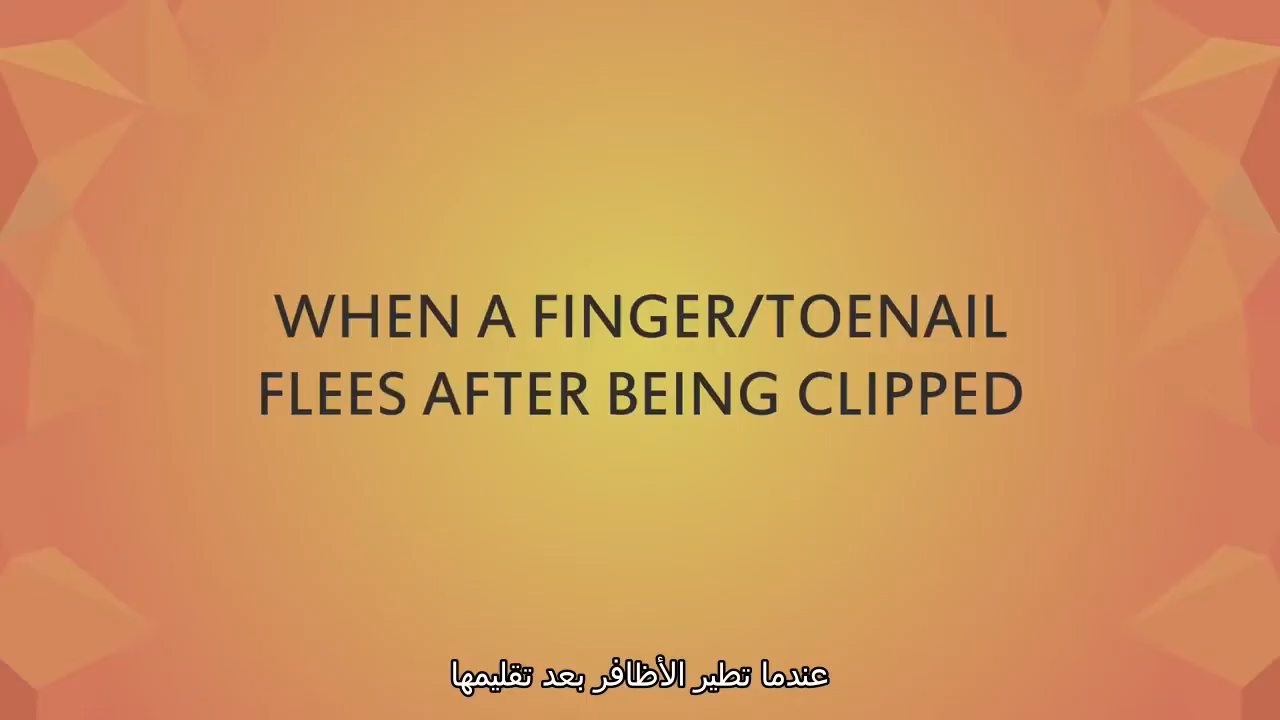 WHEN A FINGER/TOENAIL
FLEES AFTER BEING CLIPPED
عندما تطير الأظافر بعد تقليمها